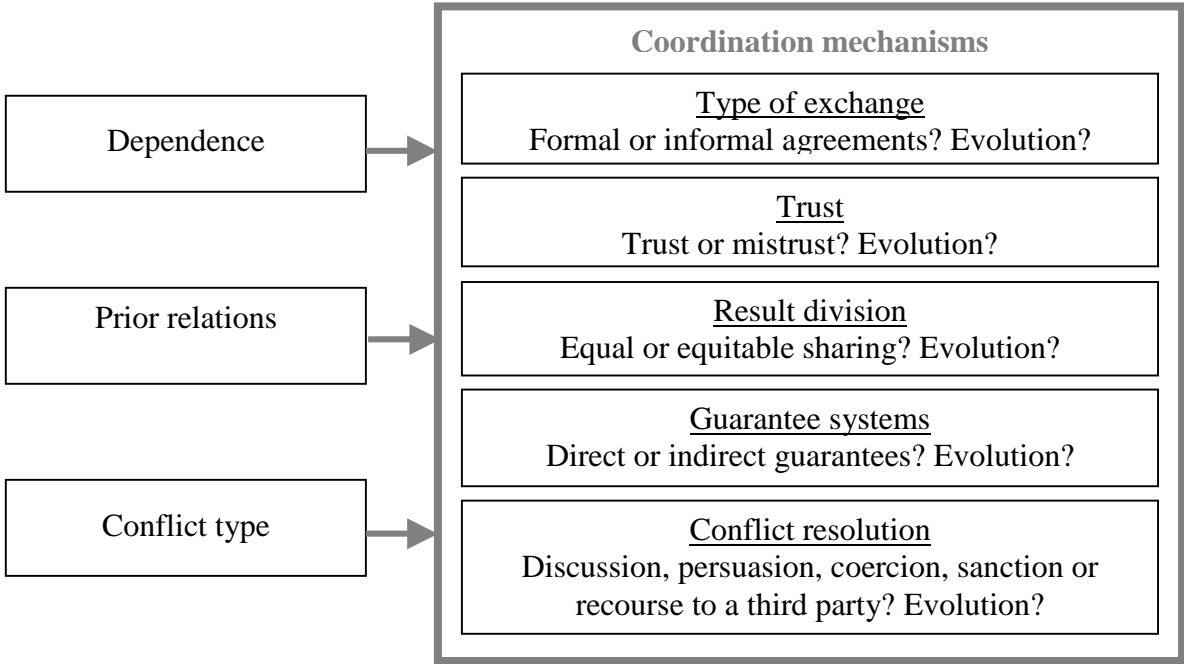 Dependence
Prior relations
Conflict type
Coordination mechanisms
Type of exchange
Formal or informal agreements? Evolution?
Trust
Trust or mistrust? Evolution?
Result division
Equal or equitable sharing? Evolution?
Guarantee systems
Direct or indirect guarantees? Evolution?
Conflict resolution
Discussion, persuasion, coercion, sanction or
recourse to a third party? Evolution?